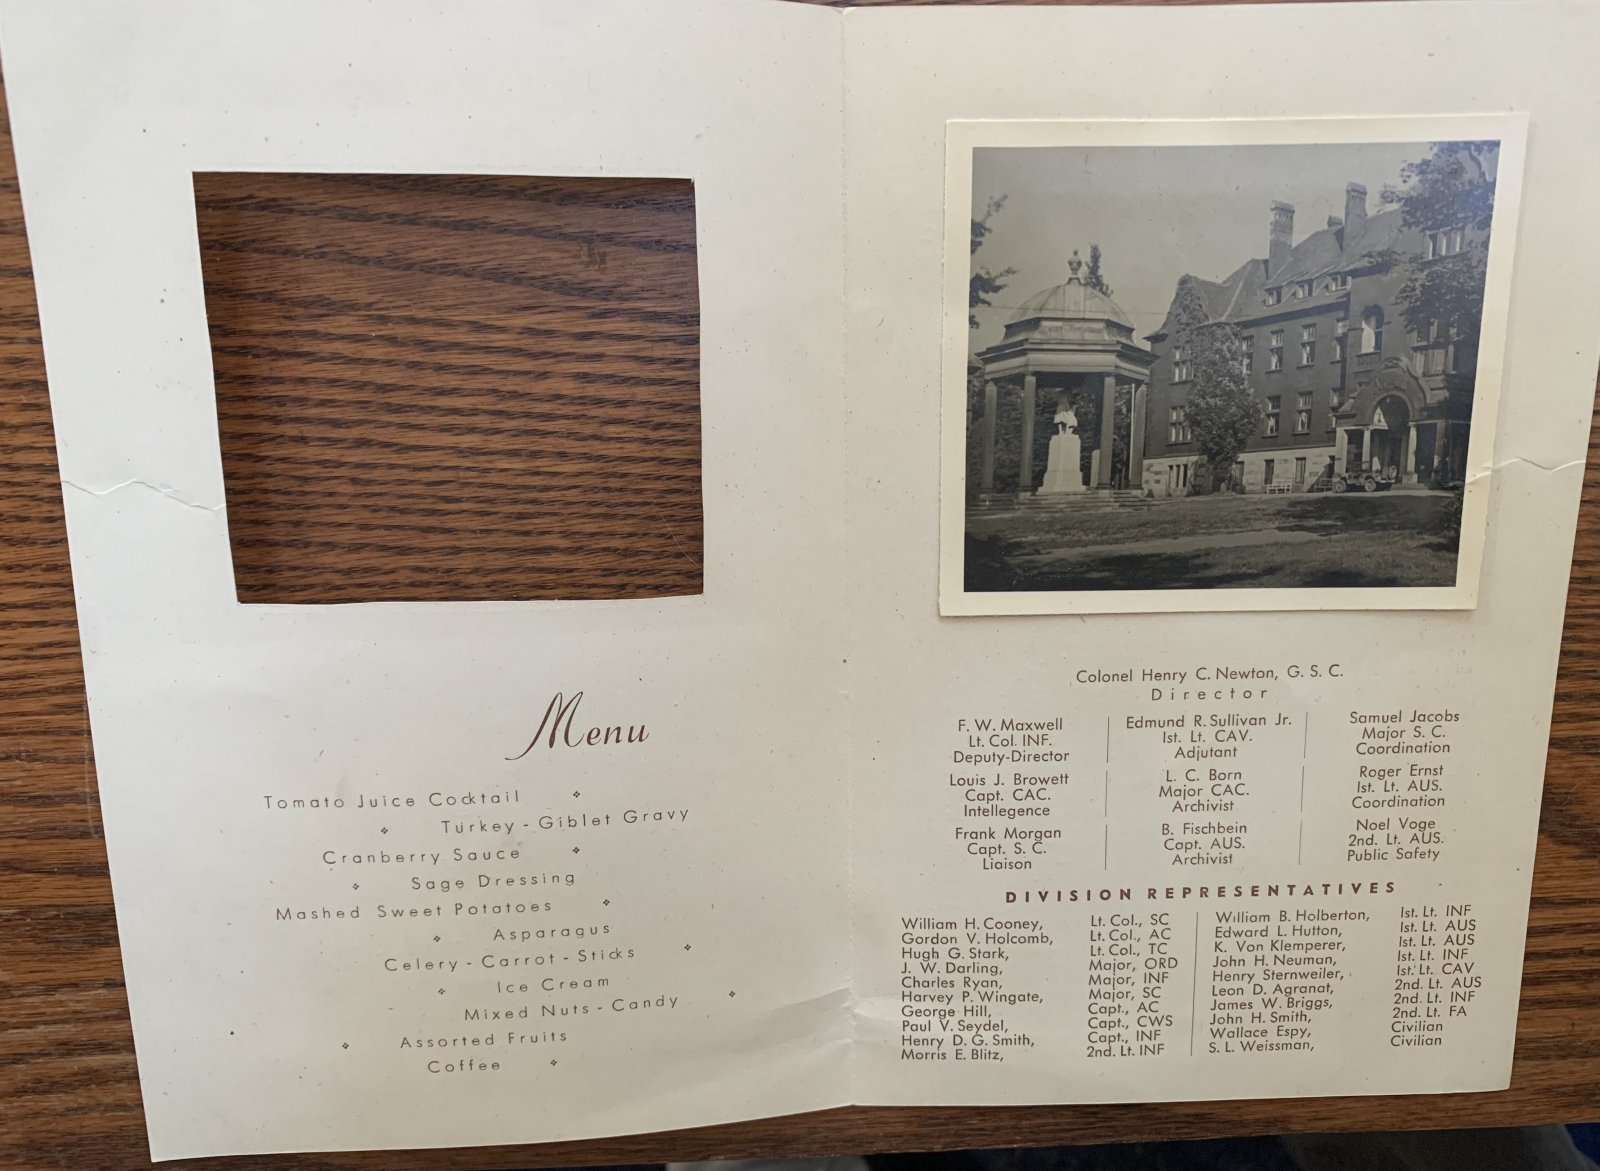 Menu
Tomato Juice Cocktail
Turkey - Giblet Gravy
Cranberry Sauce
Sage Dressing
Mashed Sweet Potatoes
Asparagus
Celery - Carrot - Sticks
Ice Cream
Mixed Nuts - Candy
Assorted Fruits
Coffee
Colonel Henry C. Newton, G. S. C.
Director
F. W. Maxwell
Lt. Col. INF.
Deputy-Director
Edmund R. Sullivan Jr.
Ist. Lt. CAV.
Adjutant
Samuel Jacobs
Major S. C.
Coordination
Louis J. Browett
Capt. CAC.
Intellegence
L. C. Born
Major CAC.
Archivist
Roger Ernst
Ist. Lt. AUS.
Coordination
Frank Morgan
Capt. S. C.
Liaison
B. Fischbein
Capt. AUS.
Archivist
Noel Voge
2nd. Lt. AUS.
Public Safety
DIVISION REPRESENTATIVES
William H. Cooney, Lt. Col., SC
Gordon V. Holcomb, Lt. Col., AC
Hugh G. Stark, Lt. Col., TC
J. W. Darling, Major, ORD
Charles Ryan, Major, INF
Harvey P. Wingate, Major, SC
George Hill, Capt., AC
Paul V. Seydel, Capt., CWS
Henry D. G. Smith, Capt., INF
Morris E. Blitz, 2nd. Lt. INF
William B. Holberton, Ist. Lt. INF
Edward L. Hutton, Ist. Lt. AUS
K. Von Klemperer, Ist. Lt. AUS
John H. Neuman, Ist. Lt. INF
Henry Sternweiler, Ist. Lt. CAV
Leon D. Agranat, 2nd. Lt. AUS
James W. Briggs, 2nd. Lt. INF
John H. Smith, 2nd. Lt. FA
Wallace Espy, Civilian
S. L. Weissman, Civilian